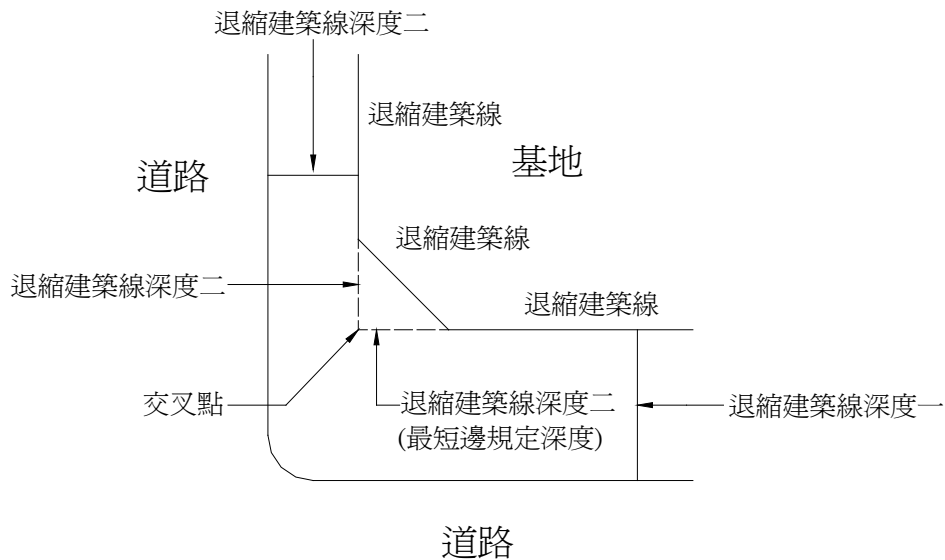 退縮建築線深度二
退縮建築線
道路
基地
退縮建築線
退縮建築線深度二
退縮建築線
交叉點
退縮建築線深度二
(最短邊規定深度)
退縮建築線深度一
道路